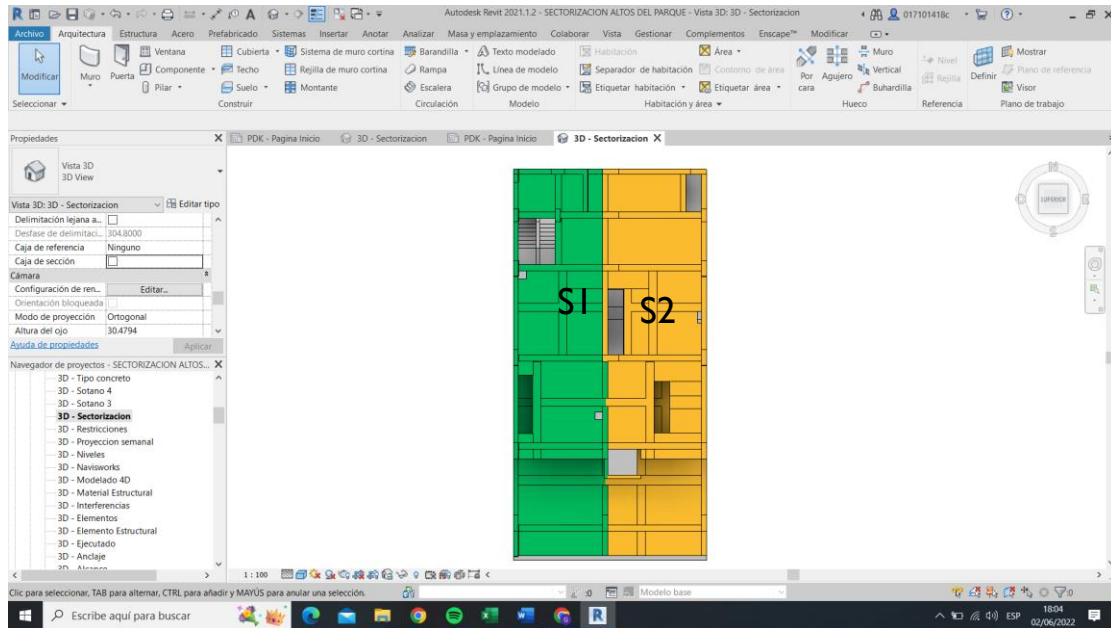 Autodesk Revit 2021.1.2 - SECTORIZACIÓN ALTOS DEL PARQUE - Vista 3D: 3D - Sectorizacion
017101418c
Archivo Arquitectura Estructura Acero Prefabricado Sistemas Insertar Anotar Analizar Masa y emplazamiento Colaborar Vista Gestionar Complementos Enscape™ Modificar
Modificar
Muro
Puerta
Ventana
Componente
Pilar
Cubierta
Techo
Suelo
Sistema de muro cortina
Rejilla de muro cortina
Montante
Barandilla
Rampa
Escalera
Texto modelado
Línea de modelo
Grupo de modelo
Habitación
Separador de habitación
Etiquetar habitación
Área
Contorno de área
Etiquetar área
Por cara
Agujero
Muro
Vertical
Buhardilla
Nivel
Rejilla
Definir
Mostrar
Plano de referencia
Visor
Seleccionar Construir Circulación Modelo Habitación y área Hueco Referencia Plano de trabajo
Propiedades
PDK - Pagina Inicio 3D - Sectorizacion PDK - Pagina Inicio 3D - Sectorizacion
Vista 3D
3D View
Vista 3D: 3D - Sectorizacion Editar tipo
Delimitación lejana a...
Desfase de delimitaci... 304.8000
Caja de referencia Ninguno
Caja de sección
Cámara
Configuración de ren... Editar...
Orientación bloqueada
Modo de proyección Ortogonal
Altura del ojo 30.4794
Ayuda de propiedades Aplicar
Navegador de proyectos - SECTORIZACION ALTOS...
3D - Tipo concreto
3D - Sotano 4
3D - Sotano 3
3D - Sectorizacion
3D - Restricciones
3D - Proyeccion semanal
3D - Niveles
3D - Navisworks
3D - Modelado 4D
3D - Material Estructural
3D - Interferencias
3D - Elementos
3D - Elemento Estructural
3D - Ejecutado
3D - Anclaje
3D - Alcance
S1
S2
SUPERIOR
1 : 100
Clic para seleccionar, TAB para alternar, CTRL para añadir y MAYÚS para anular una selección.
:0
Modelo base
:0
Escribe aquí para buscar
ESP
18:04
02/06/2022